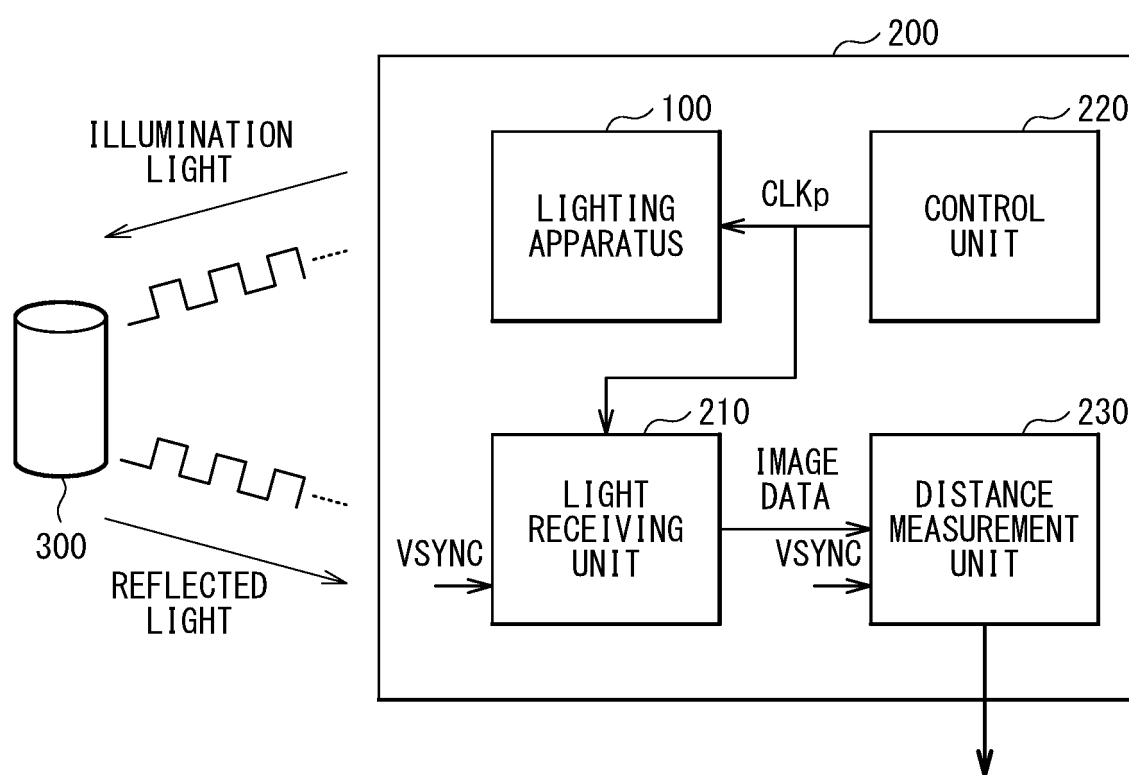 200
100
220
ILLUMINATION
LIGHT
LIGHTING
APPARATUS
CLKp
CONTROL
UNIT
210
230
300
REFLECTED
LIGHT
VSYNC
LIGHT
RECEIVING
UNIT
IMAGE
DATA
VSYNC
DISTANCE
MEASUREMENT
UNIT